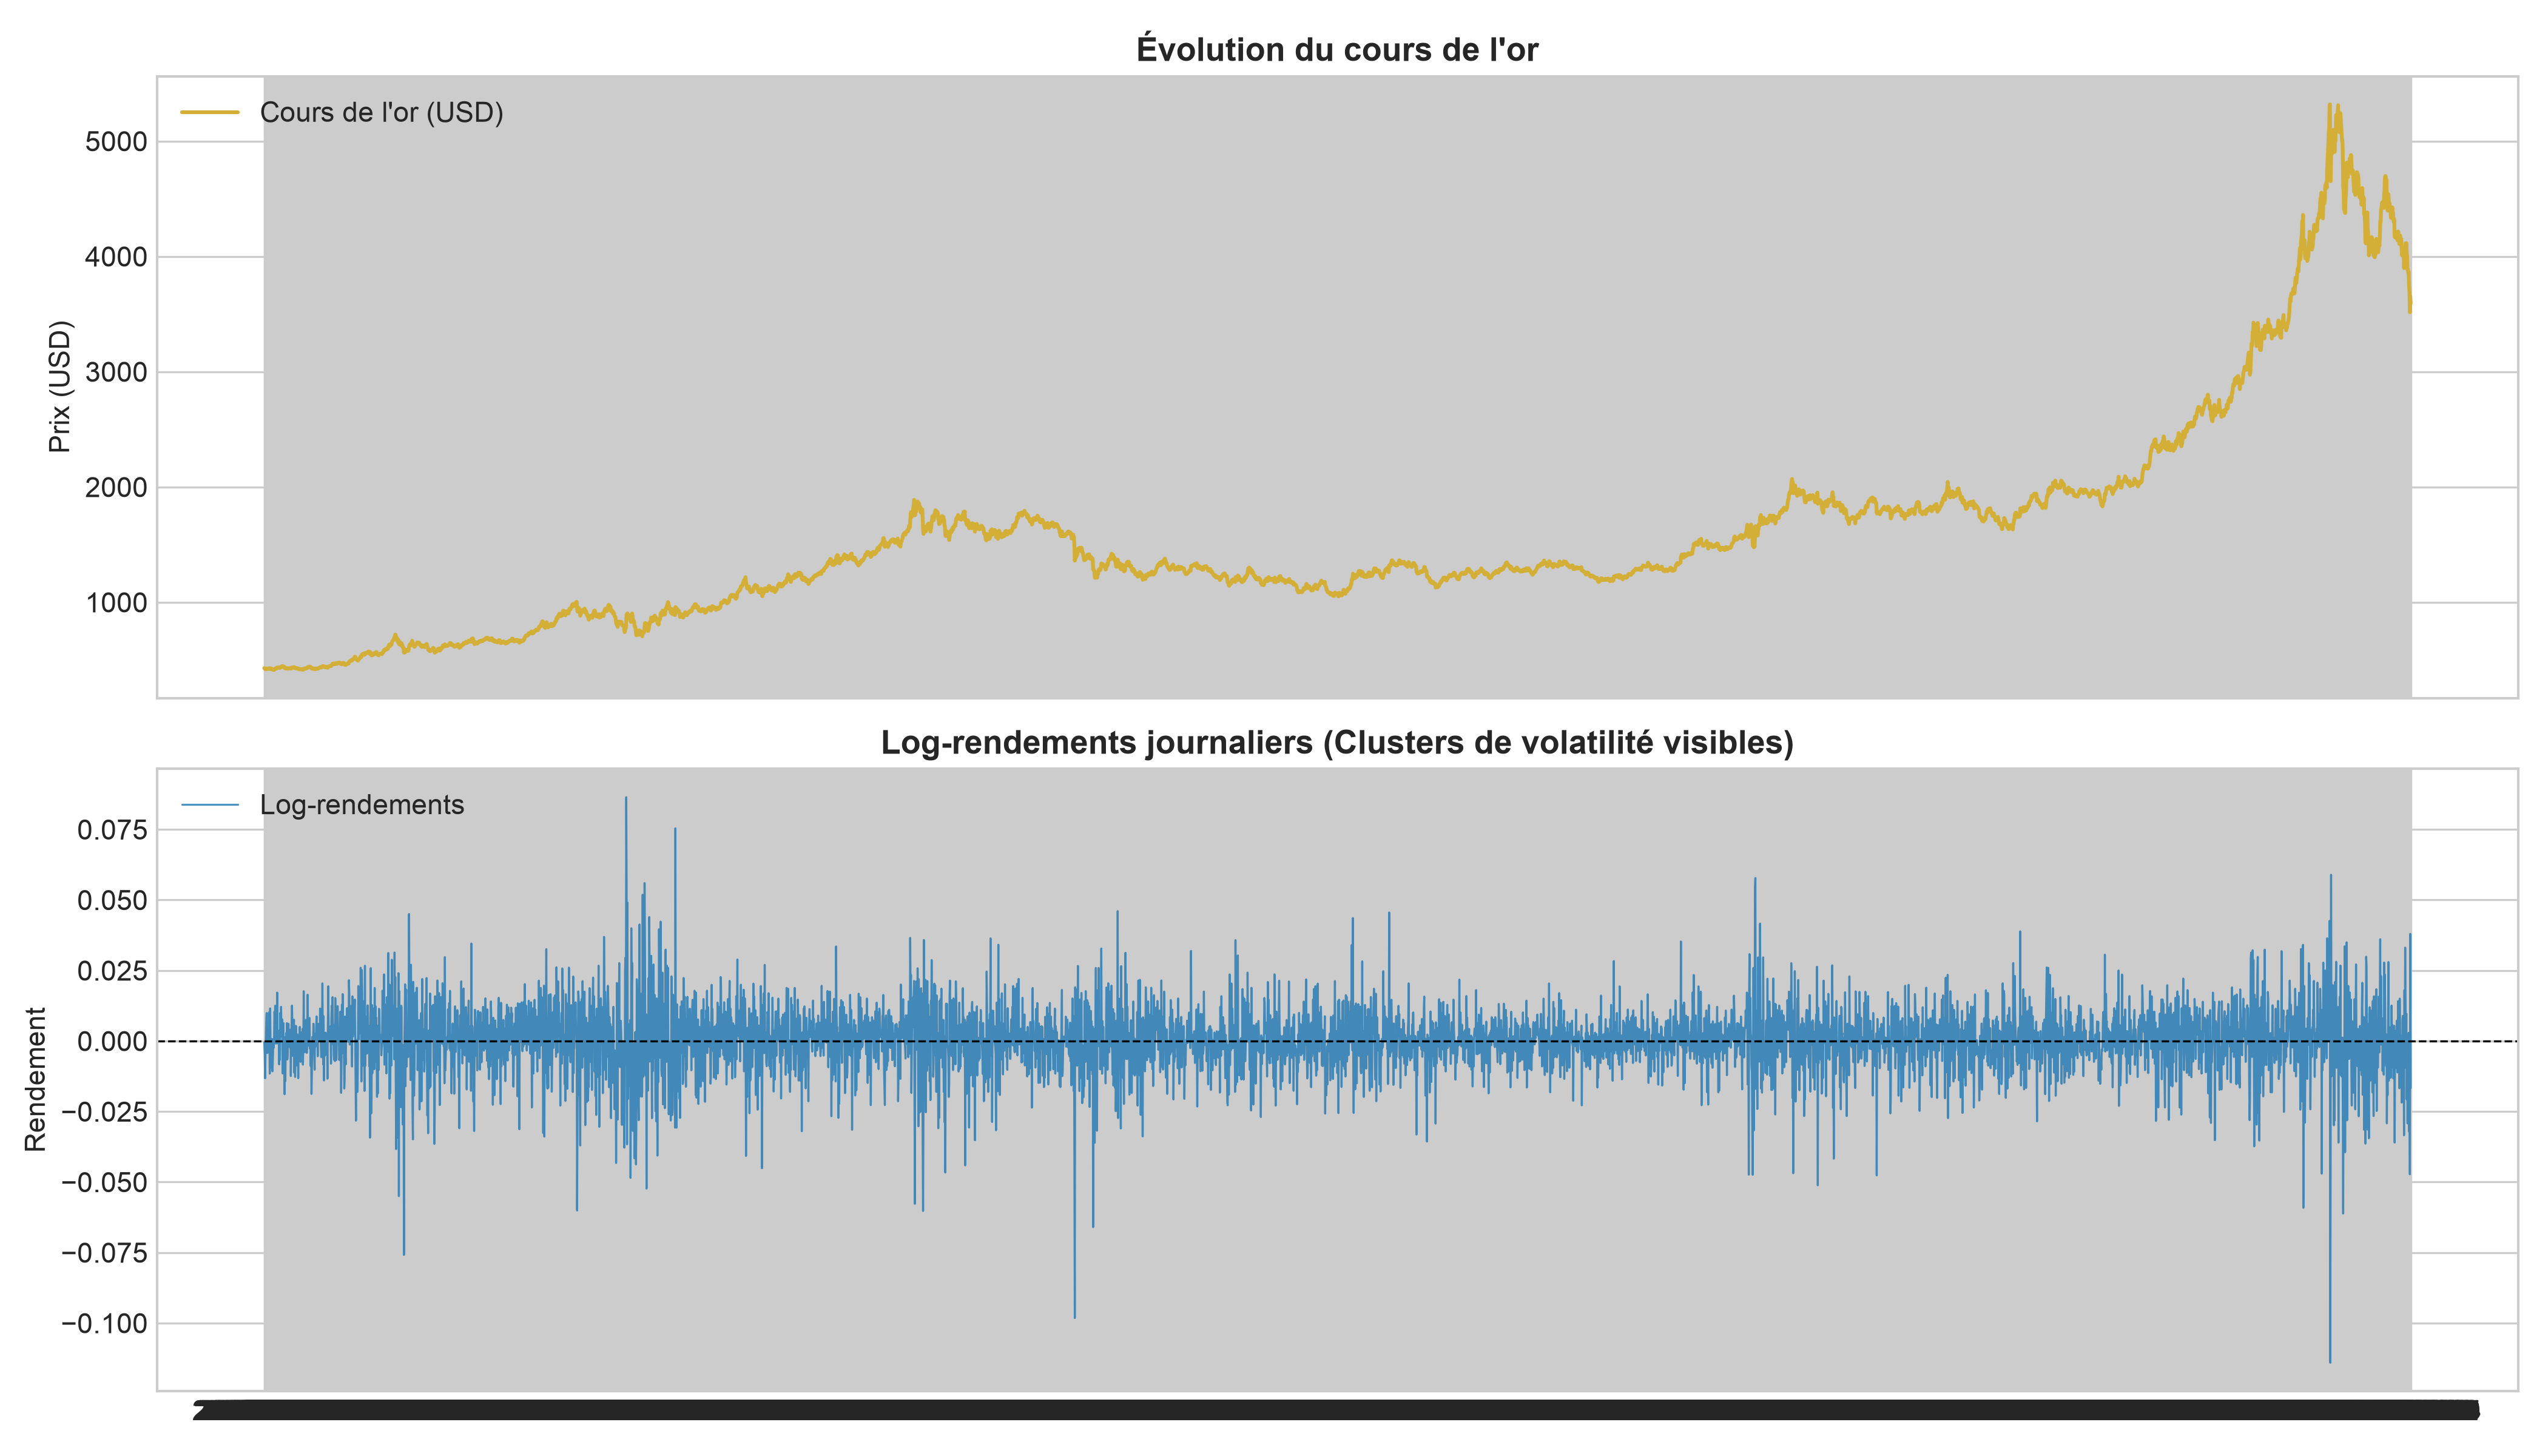 Évolution du cours de l'or
Cours de l'or (USD)
Prix (USD)
5000
4000
3000
2000
1000
Log-rendements journaliers (Clusters de volatilité visibles)
Log-rendements
Rendement
0.075
0.050
0.025
0.000
−0.025
−0.050
−0.075
−0.100